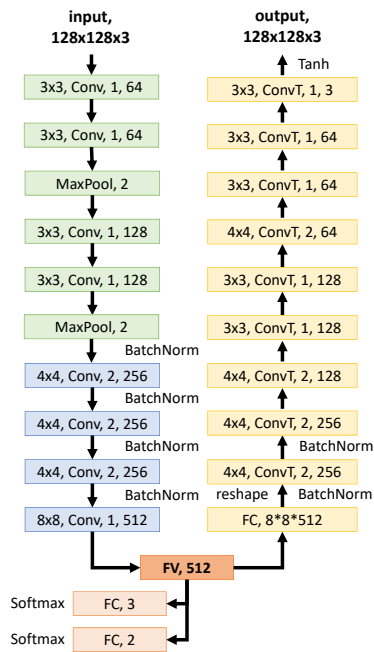 input,
128x128x3
3x3, Conv, 1, 64
3x3, Conv, 1, 64
MaxPool, 2
3x3, Conv, 1, 128
3x3, Conv, 1, 128
MaxPool, 2
BatchNorm
4x4, Conv, 2, 256
BatchNorm
4x4, Conv, 2, 256
BatchNorm
4x4, Conv, 2, 256
BatchNorm
8x8, Conv, 1, 512
FV, 512
Softmax
FC, 3
Softmax
FC, 2
output,
128x128x3
Tanh
3x3, ConvT, 1, 3
3x3, ConvT, 1, 64
3x3, ConvT, 1, 64
4x4, ConvT, 2, 64
3x3, ConvT, 1, 128
3x3, ConvT, 1, 128
4x4, ConvT, 2, 128
4x4, ConvT, 2, 256
BatchNorm
4x4, ConvT, 2, 256
reshape
BatchNorm
FC, 8*8*512